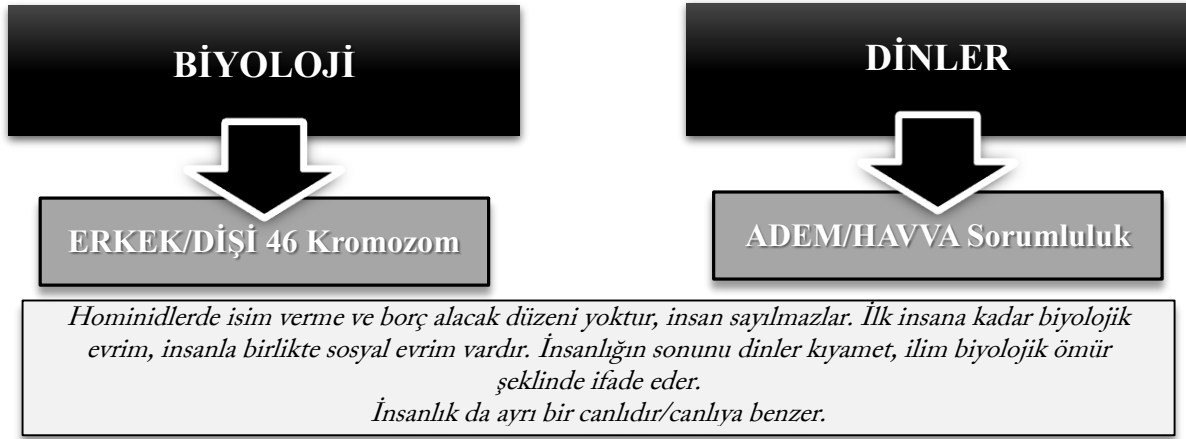 BİYOLOJİ
DİNLER
ERKEK/DİŞİ 46 Kromozom
ADEM/HAVVA Sorumluluk
Hominidlerde isim verme ve borç alacak düzeni yoktur, insan sayılmazlar. İlk insana kadar biyolojik
evrim, insanla birlikte sosyal evrim vardır. İnsanlığın sonunu dinler kıyamet, ilim biyolojik ömür
şeklinde ifade eder.
İnsanlık da ayrı bir canlıdır/canlıya benzer.